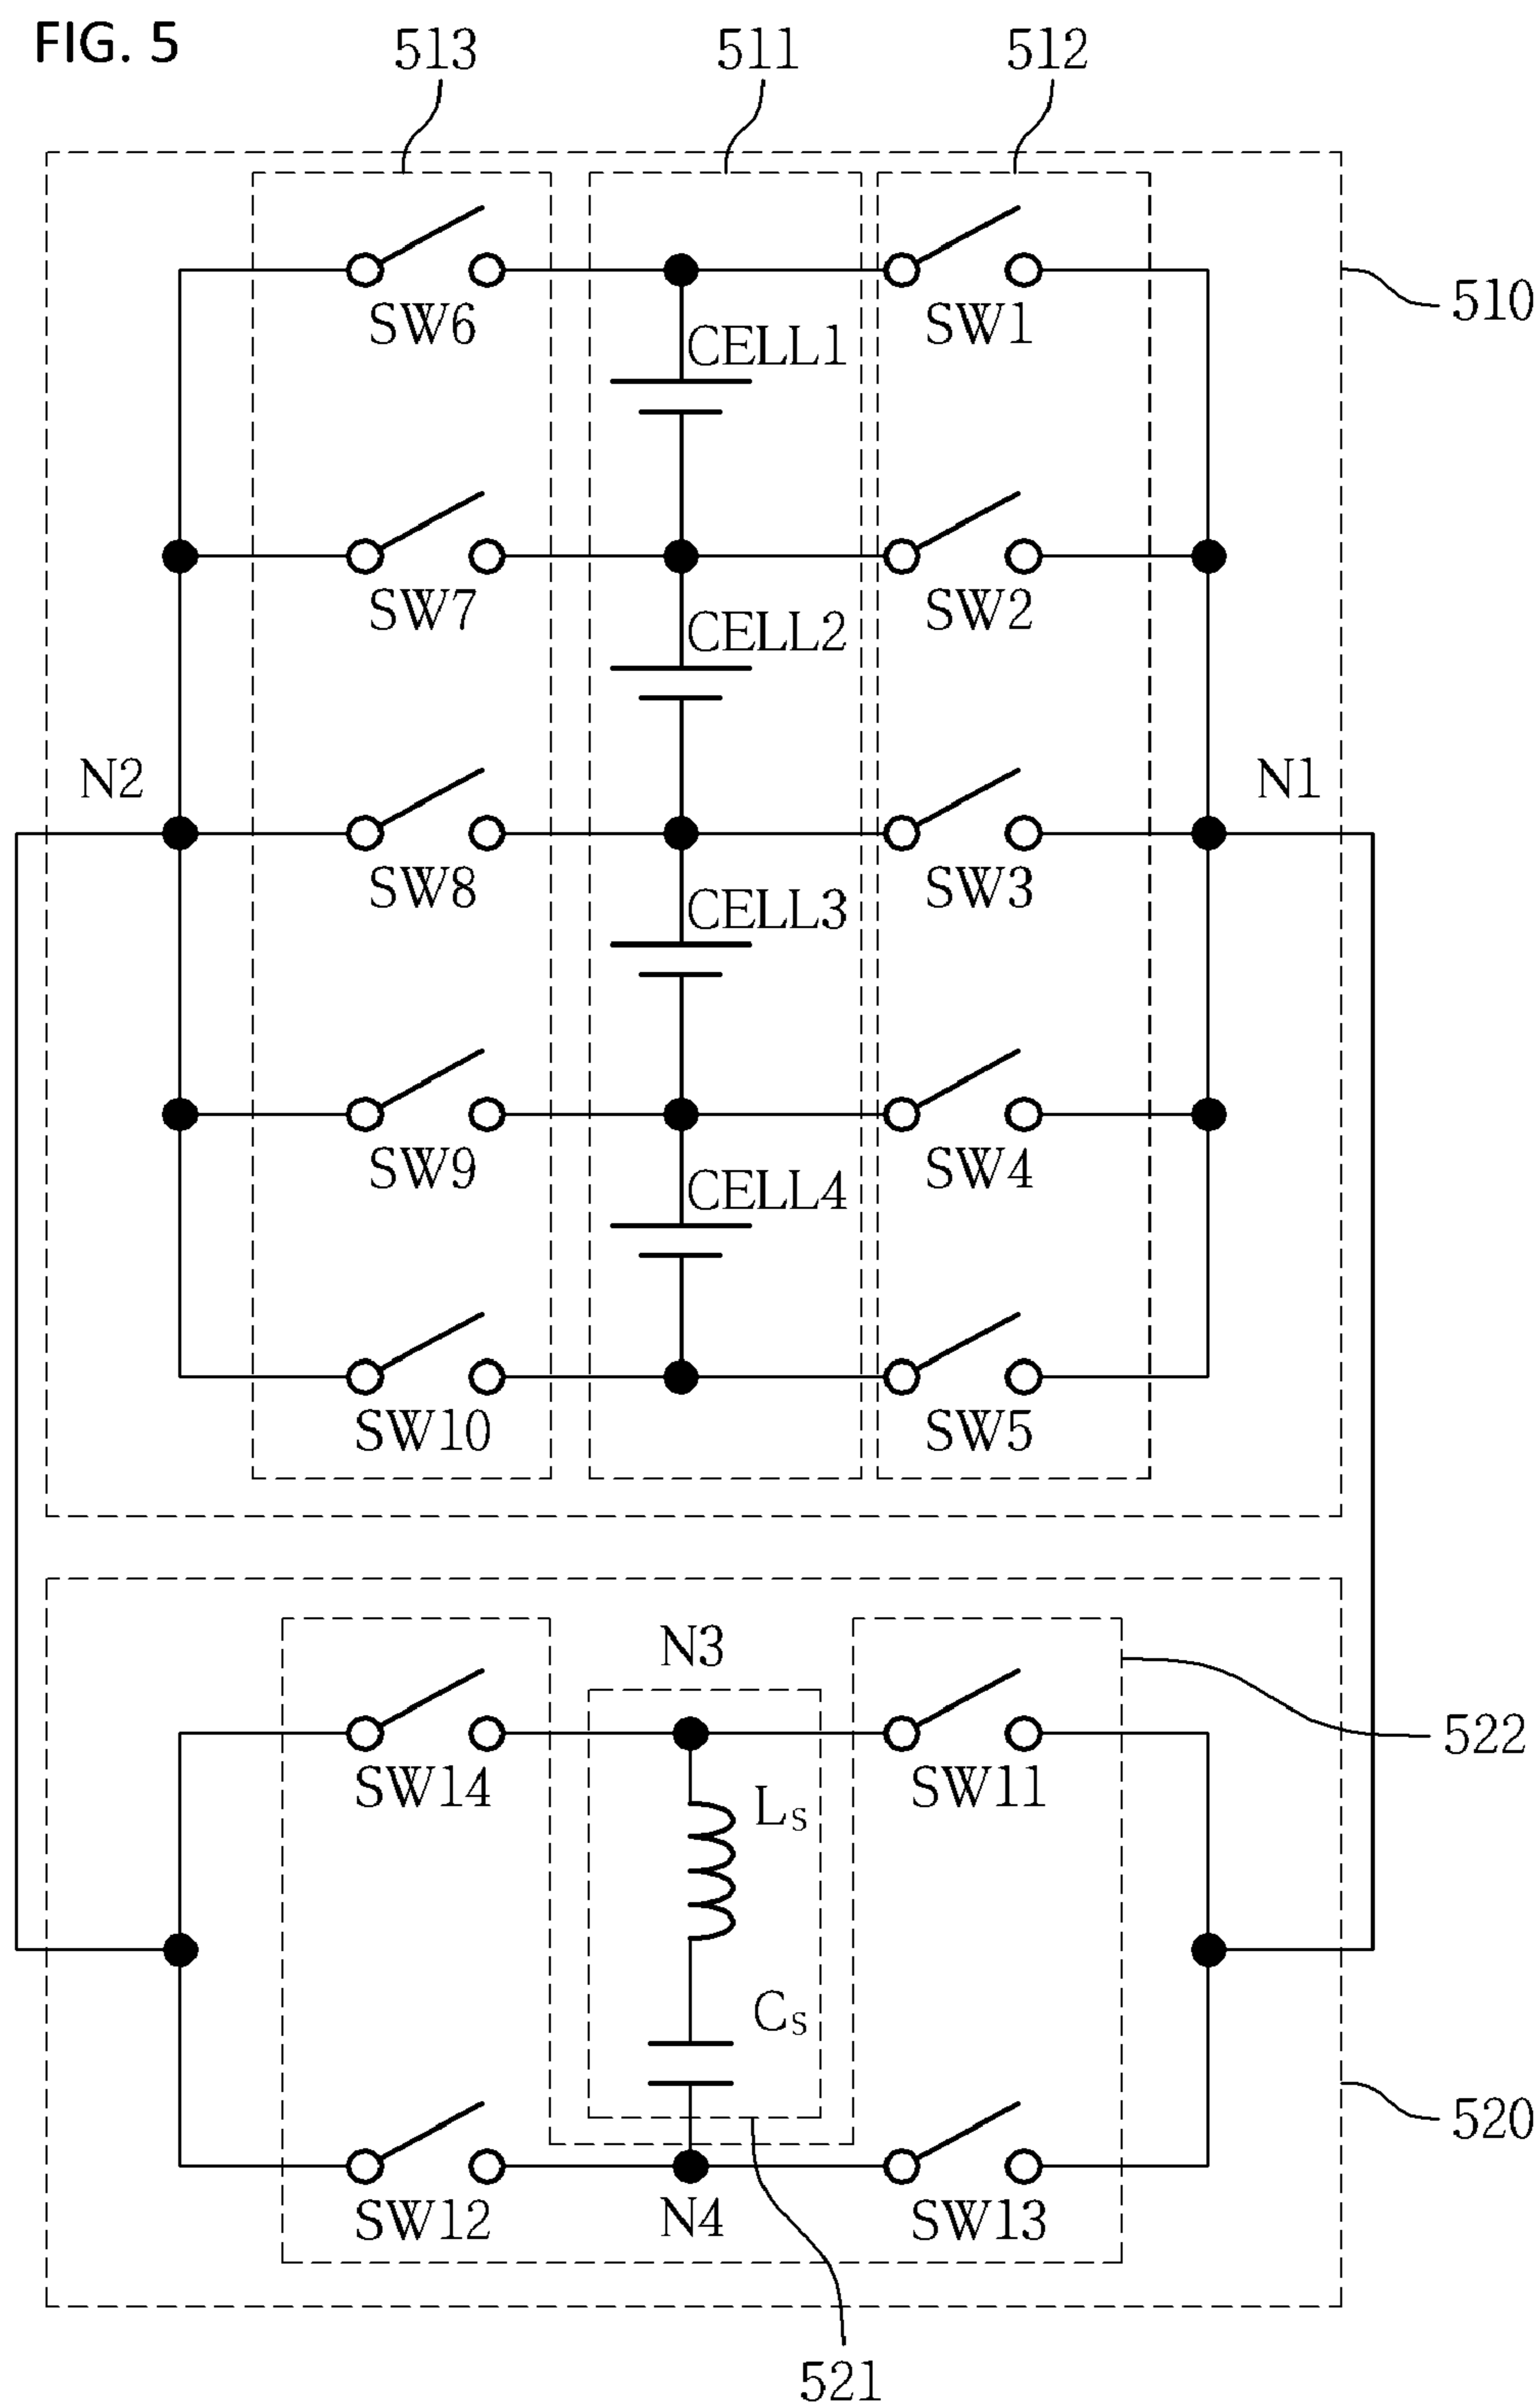 FIG. 5
513 511 512
510
SW6 SW1
CELL1
SW7 SW2
CELL2
N2 N1
SW8 SW3
CELL3
SW9 SW4
CELL4
SW10 SW5
N3
522
SW14 LS SW11
CS
520
SW12 N4 SW13
521